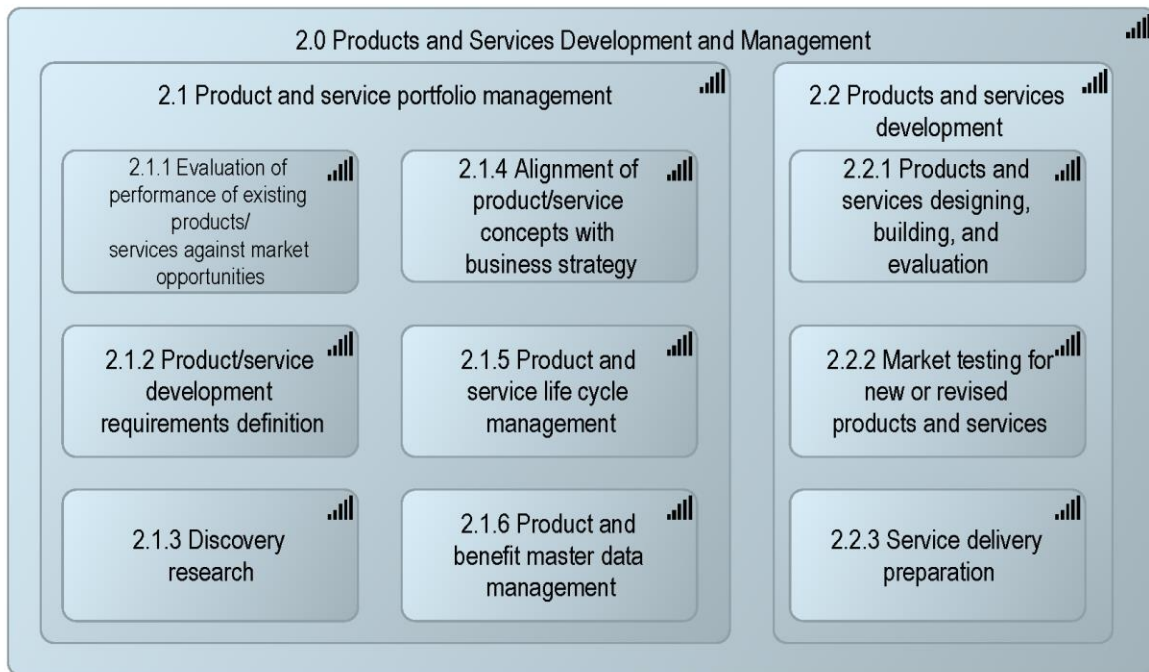 2.0 Products and Services Development and Management
2.1 Product and service portfolio management
2.1.1 Evaluation of
performance of existing
products/
services against market
opportunities
2.1.2 Product/service
development
requirements definition
2.1.3 Discovery
research
2.1.4 Alignment of
product/service
concepts with
business strategy
2.1.5 Product and
service life cycle
management
2.1.6 Product and
benefit master data
management
2.2 Products and services
development
2.2.1 Products and
services designing,
building, and
evaluation
2.2.2 Market testing for
new or revised
products and services
2.2.3 Service delivery
preparation